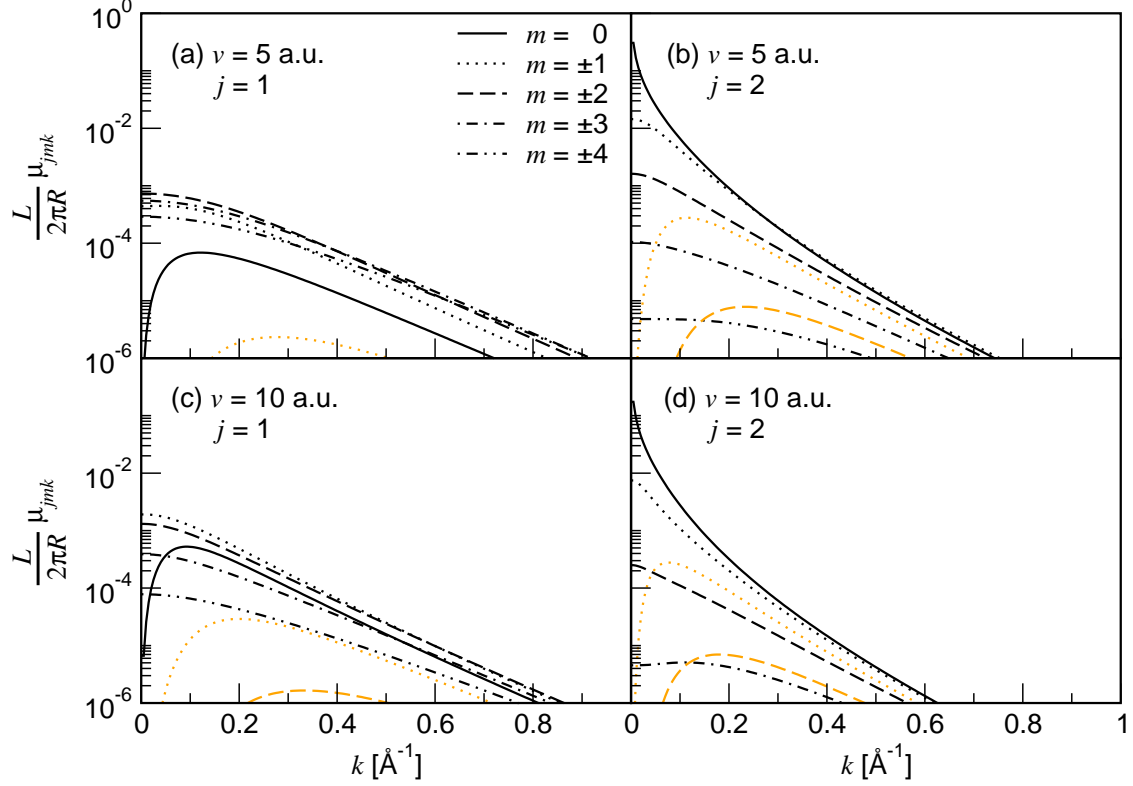 10⁰
10⁻²
10⁻⁴
10⁻⁶
L
2πR
μ_jmk
(a) v = 5 a.u.
j = 1
m = 0
m = ±1
m = ±2
m = ±3
m = ±4
(b) v = 5 a.u.
j = 2
10⁻²
10⁻⁴
10⁻⁶
L
2πR
μ_jmk
(c) v = 10 a.u.
j = 1
(d) v = 10 a.u.
j = 2
0 0.2 0.4 0.6 0.8 0 0.2 0.4 0.6 0.8 1
k [Å⁻¹] k [Å⁻¹]